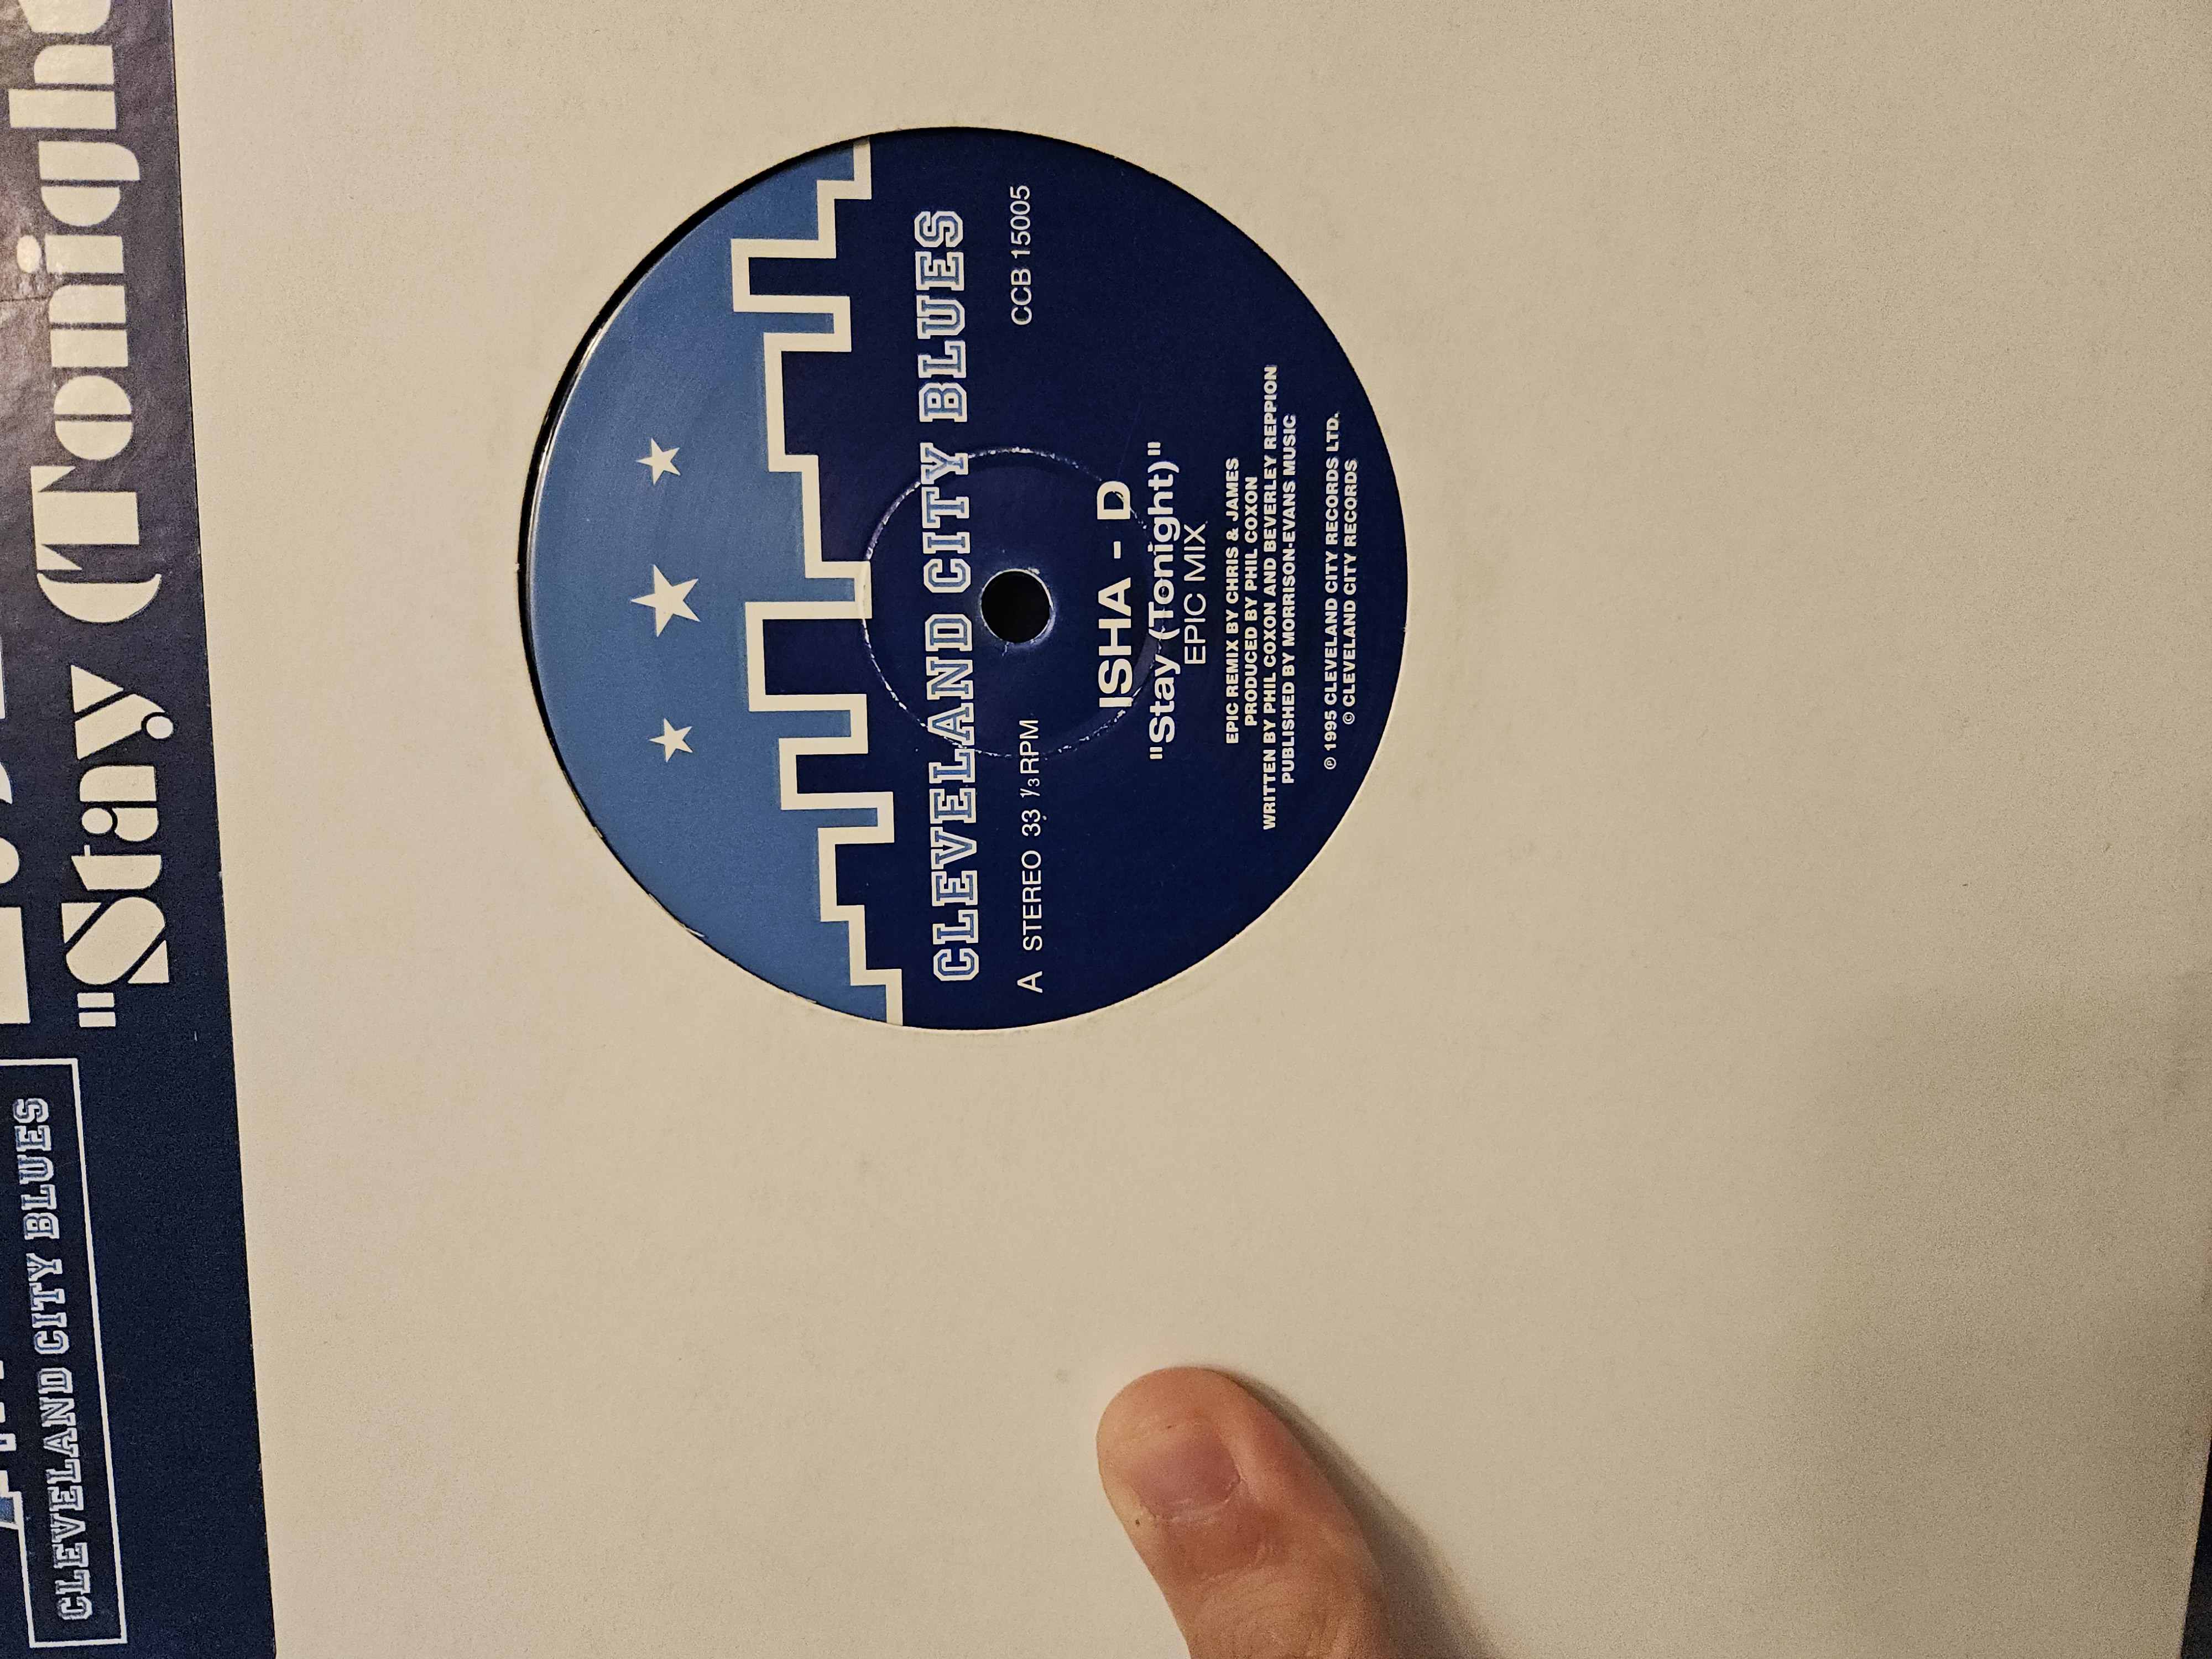 CLEVELAND CITY BLUES
"Stay (Tonight
CLEVELAND CITY BLUES
A STEREO 33 ⅓ RPM
CCB 15005
ISHA - D
"Stay (Tonight)"
EPIC MIX
EPIC REMIX BY CHRIS & JAMES
PRODUCED BY PHIL COXON
WRITTEN BY PHIL COXON AND BEVERLEY REPPION
PUBLISHED BY MORRISON-EVANS MUSIC
℗ 1995 CLEVELAND CITY RECORDS LTD.
© CLEVELAND CITY RECORDS